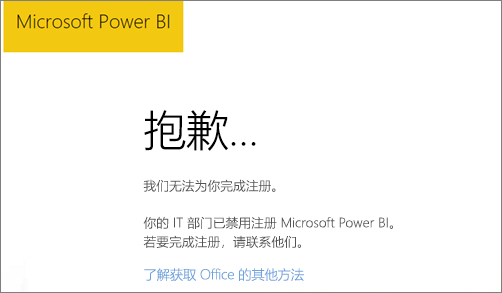 Microsoft Power BI
抱歉...
我们无法为你完成注册。
你的 IT 部门已禁用注册 Microsoft Power BI。
若要完成注册，请联系他们。
了解获取 Office 的其他方法